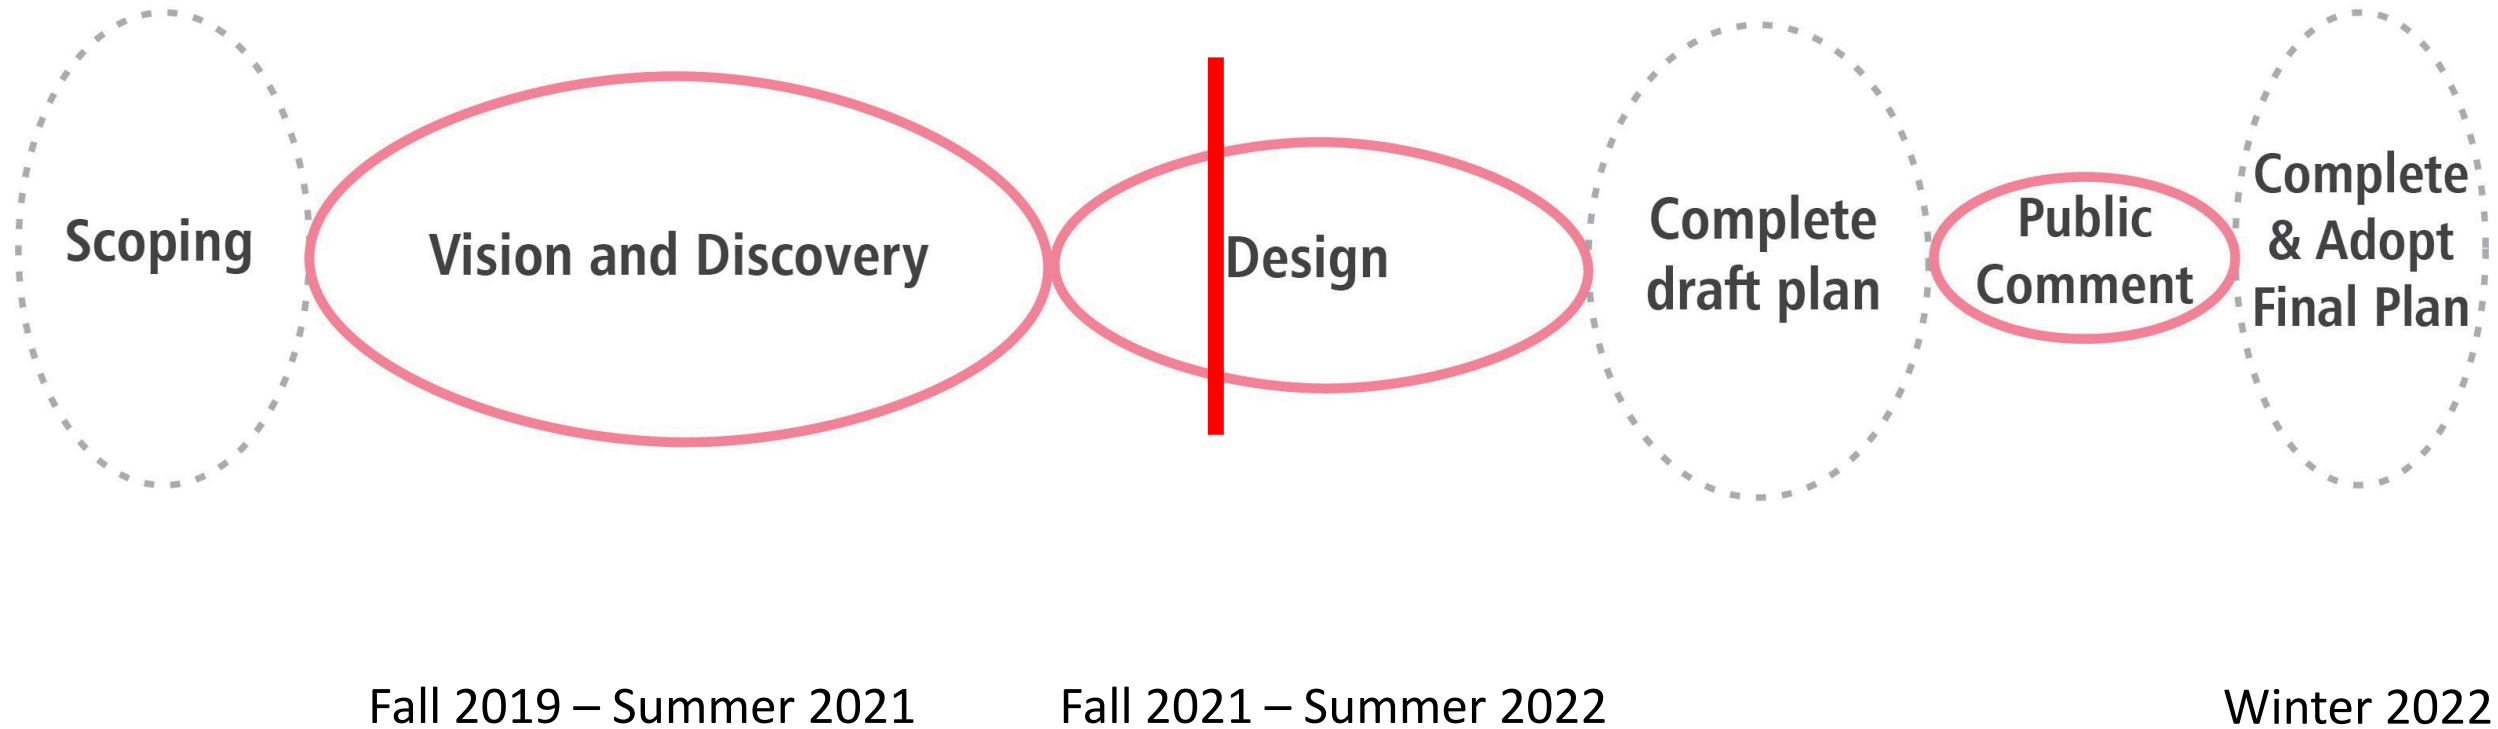 Scoping
Vision and Discovery
Design
Complete
draft plan
Public
Comment
Complete
& Adopt
Final Plan
Fall 2019 – Summer 2021
Fall 2021 – Summer 2022
Winter 2022